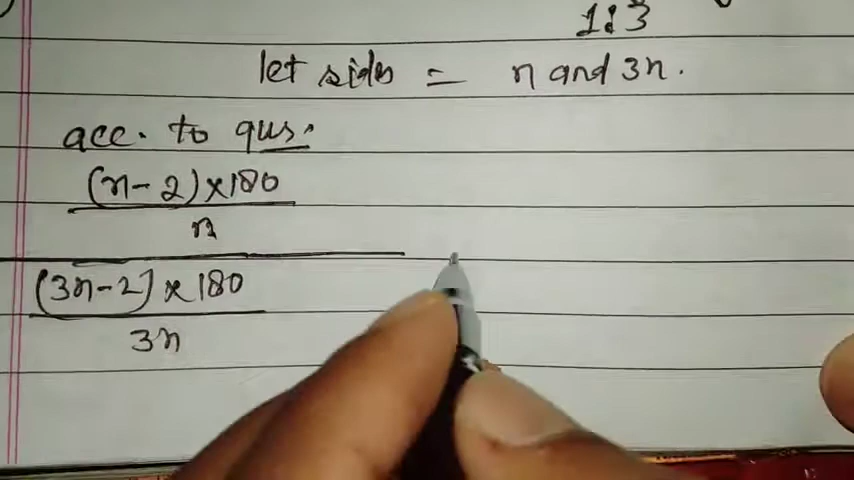 1:3
let sides = n and 3n.
acc. to qus.
(n-2)×180
n
(3n-2)×180
3n